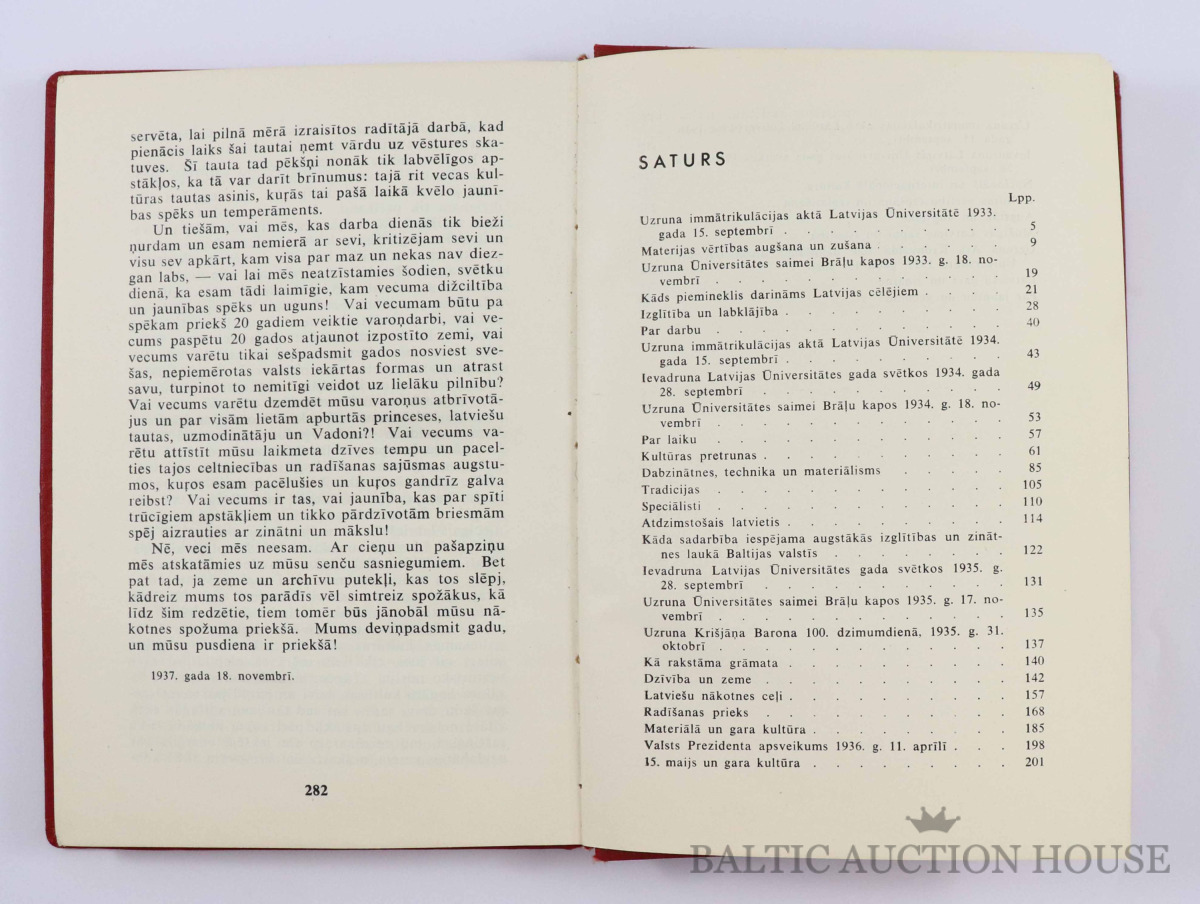 servēta, lai pilnā mērā izraisītos radītājā darbā, kad
pienācis laiks šai tautai ņemt vārdu uz vēstures ska-
tuves. Šī tauta tad pēkšņi nonāk tik labvēlīgos ap-
stākļos, ka tā var darīt brīnumus: tajā rit vecas kul-
tūras tautas asinis, kuŗās tai pašā laikā kvēlo jaunī-
bas spēks un temperāments.
Un tiešām, vai mēs, kas darba dienās tik bieži
ņurdam un esam nemierā ar sevi, kritizējam sevi un
visu sev apkārt, kam visa par maz un nekas nav diez-
gan labs, — vai lai mēs neatzīstamies šodien, svētku
dienā, ka esam tādi laimīgie, kam vecuma dižciltība
un jaunības spēks un uguns! Vai vecumam būtu pa
spēkam priekš 20 gadiem veiktie varoņdarbi, vai ve-
cums paspētu 20 gados atjaunot izpostīto zemi, vai
vecums varētu tikai sešpadsmit gados nosviest sve-
šas, nepiemērotas valsts iekārtas formas un atrast
savu, turpinot to nemitīgi veidot uz lielāku pilnību?
Vai vecums varētu dzemdēt mūsu varoņus atbrīvotā-
jus un par visām lietām apburtās princeses, latviešu
tautas, uzmodinātāju un Vadoni?! Vai vecums va-
rētu attīstīt mūsu laikmeta dzīves tempu un pacel-
ties tajos celtniecības un radīšanas sajūsmas augstu-
mos, kuŗos esam pacēlušies un kuŗos gandrīz galva
reibst? Vai vecums ir tas, vai jaunība, kas par spīti
trūcīgiem apstākļiem un tikko pārdzīvotām briesmām
spēj aizrauties ar zinātni un mākslu!
Nē, veci mēs neesam. Ar cieņu un pašapziņu
mēs atskatāmies uz mūsu senču sasniegumiem. Bet
pat tad, ja zeme un archīvu putekļi, kas tos slēpj,
kādreiz mums tos parādīs vēl simtreiz spožākus, kā
līdz šim redzētie, tiem tomēr būs jānobāl mūsu nā-
kotnes spožuma priekšā. Mums deviņpadsmit gadu,
un mūsu pusdiena ir priekšā!
1937. gada 18. novembrī.
282
SATURS
Lpp.
Uzruna immātrikulācijas aktā Latvijas Ūniversitātē 1933.
gada 15. septembrī . . . . . . . . . . 5
Materijas vērtības augšana un zušana . . . . . . 9
Uzruna Ūniversitātes saimei Brāļu kapos 1933. g. 18. no-
vembrī . . . . . . . . . . . . . 19
Kāds piemineklis darināms Latvijas cēlējiem . . . . 21
Izglītība un labklājība . . . . . . . . . . 28
Par darbu . . . . . . . . . . . . . 40
Uzruna immātrikulācijas aktā Latvijas Ūniversitātē 1934.
gada 15. septembrī . . . . . . . . . . 43
Ievadruna Latvijas Ūniversitātes gada svētkos 1934. gada
28. septembrī . . . . . . . . . . . 49
Uzruna Ūniversitātes saimei Brāļu kapos 1934. g. 18. no-
vembrī . . . . . . . . . . . . . 53
Par laiku . . . . . . . . . . . . . 57
Kultūras pretrunas . . . . . . . . . . . 61
Dabzinātnes, technika un materiālisms . . . . . 85
Tradicijas . . . . . . . . . . . . . 105
Speciālisti . . . . . . . . . . . . . 110
Atdzimstošais latvietis . . . . . . . . . . 114
Kāda sadarbība iespējama augstākās izglītības un zināt-
nes laukā Baltijas valstīs . . . . . . . . 122
Ievadruna Latvijas Ūniversitātes gada svētkos 1935. g.
28. septembrī . . . . . . . . . . . 131
Uzruna Ūniversitātes saimei Brāļu kapos 1935. g. 17. no-
vembrī . . . . . . . . . . . . . 135
Uzruna Krišjāņa Barona 100. dzimumdienā, 1935. g. 31.
oktobrī . . . . . . . . . . . . . 137
Kā rakstāma grāmata . . . . . . . . . . 140
Dzīvība un zeme . . . . . . . . . . . 142
Latviešu nākotnes ceļi . . . . . . . . . . 157
Radīšanas prieks . . . . . . . . . . . 168
Materiālā un gara kultūra . . . . . . . . . 185
Valsts Prezidenta apsveikums 1936. g. 11. aprīlī . . . 198
15. maijs un gara kultūra . . . . . . . . . 201
BALTIC AUCTION HOUSE